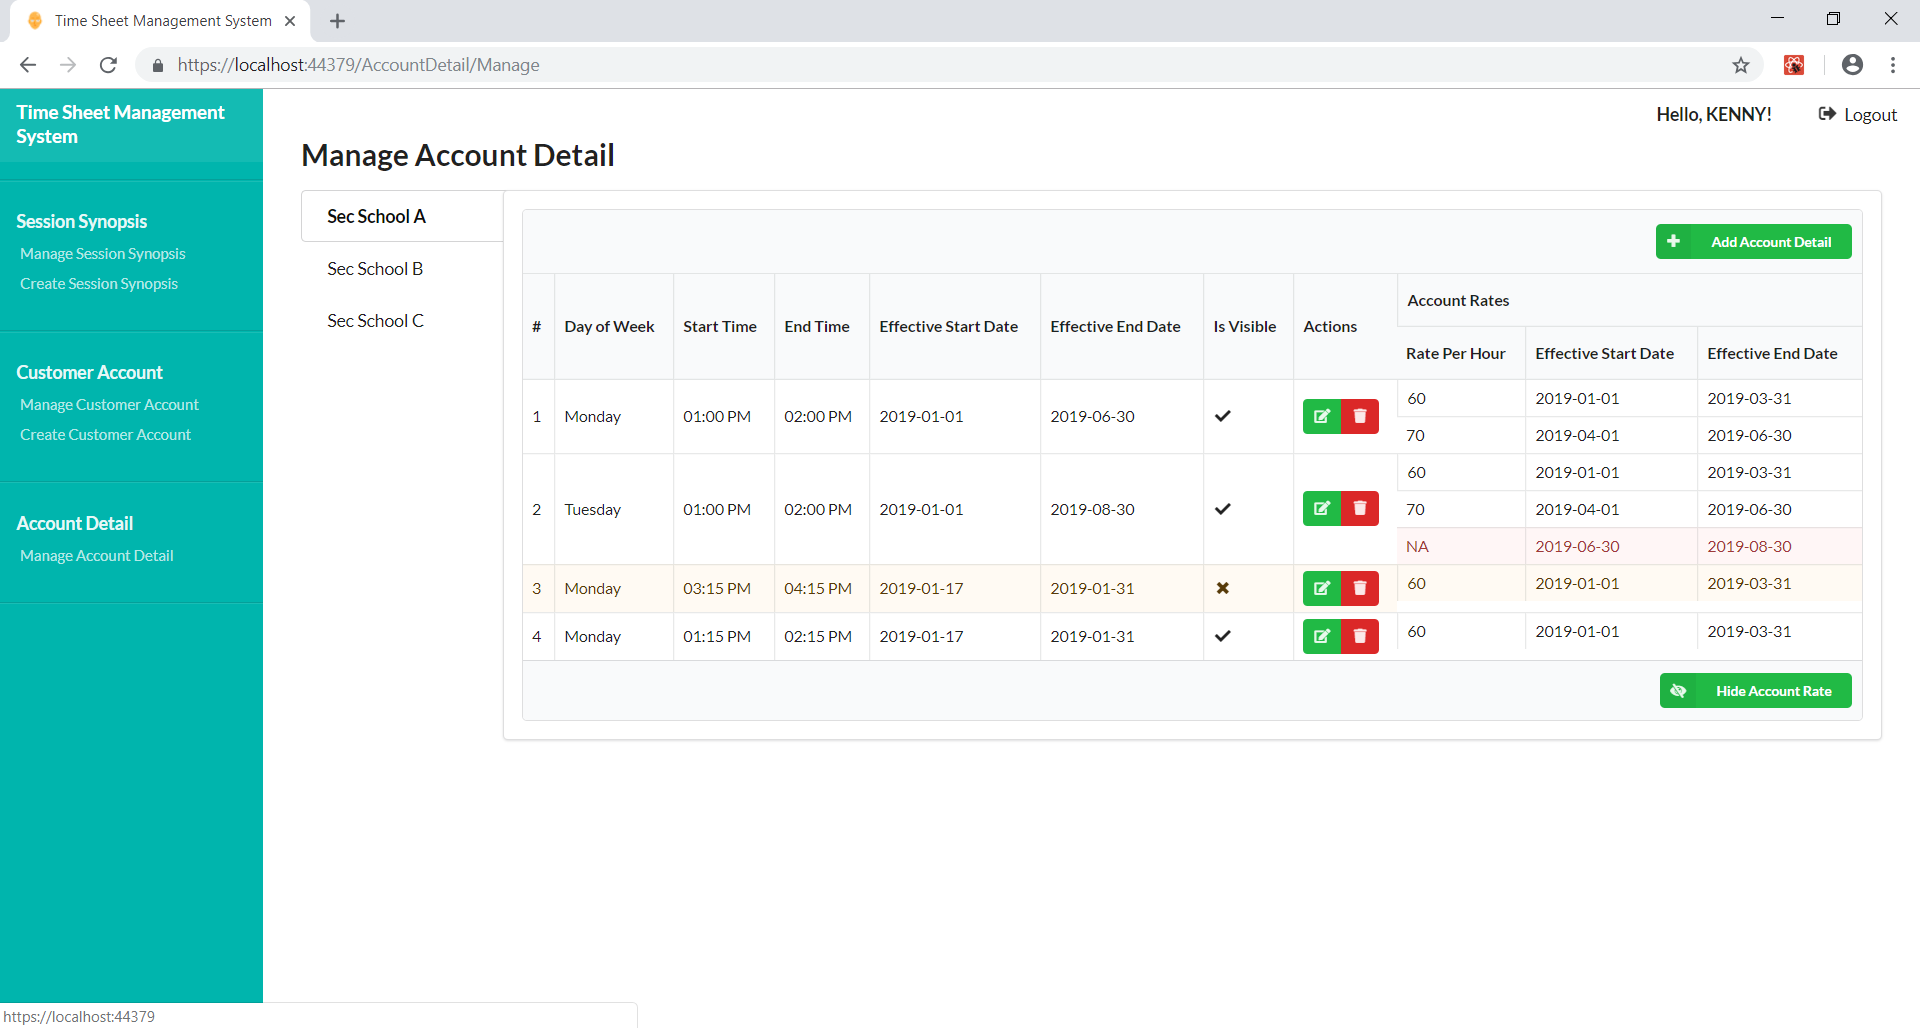 Time Sheet Management System
https://localhost:44379/AccountDetail/Manage
Time Sheet Management
System
Hello, KENNY!
Logout
Session Synopsis
Manage Session Synopsis
Create Session Synopsis
Customer Account
Manage Customer Account
Create Customer Account
Account Detail
Manage Account Detail
Manage Account Detail
Sec School A
Sec School B
Sec School C
Add Account Detail
# Day of Week Start Time End Time Effective Start Date Effective End Date Is Visible Actions Account Rates
Rate Per Hour Effective Start Date Effective End Date
1 Monday 01:00 PM 02:00 PM 2019-01-01 2019-06-30 60 2019-01-01 2019-03-31
70 2019-04-01 2019-06-30
2 Tuesday 01:00 PM 02:00 PM 2019-01-01 2019-08-30 60 2019-01-01 2019-03-31
70 2019-04-01 2019-06-30
NA 2019-06-30 2019-08-30
3 Monday 03:15 PM 04:15 PM 2019-01-17 2019-01-31 60 2019-01-01 2019-03-31
4 Monday 01:15 PM 02:15 PM 2019-01-17 2019-01-31 60 2019-01-01 2019-03-31
Hide Account Rate
https://localhost:44379